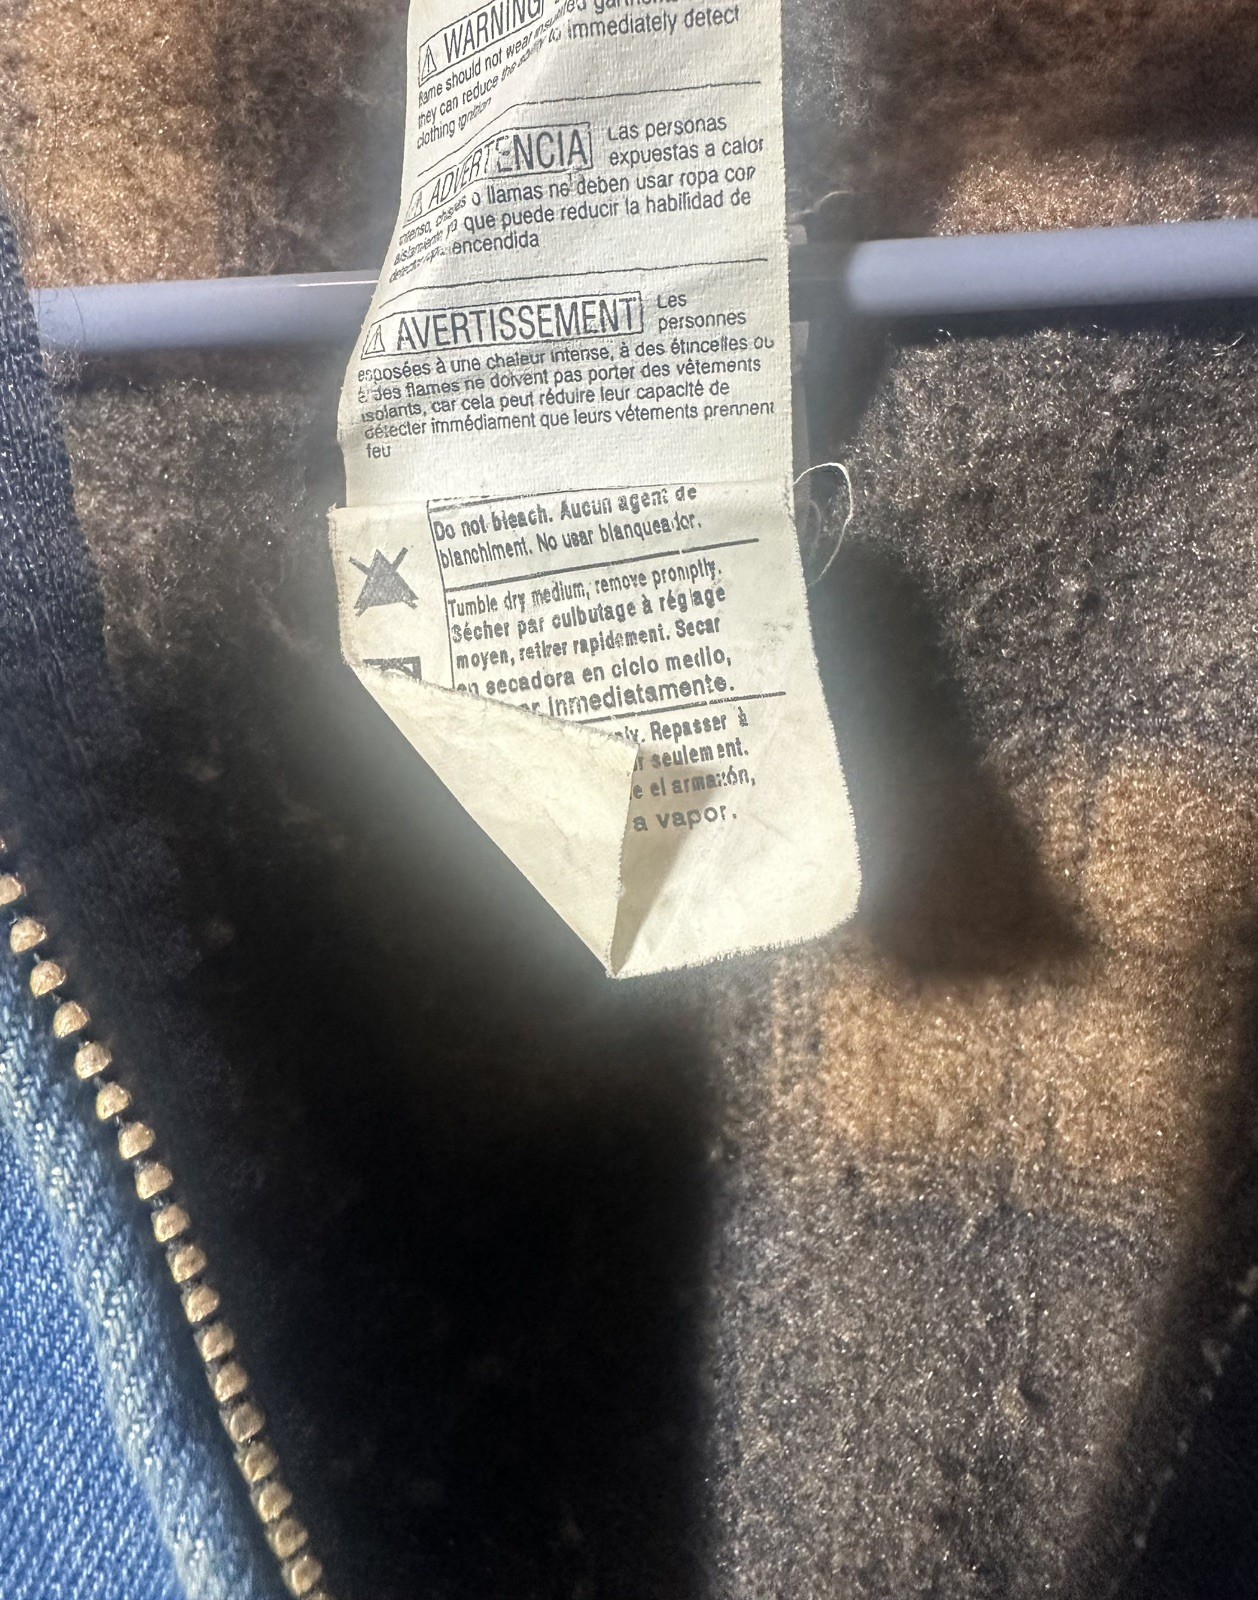 WARNING
immediately detect
flame should not wear insulated
they can reduce the ability to
clothing ignition
ADVERTENCIA Las personas
expuestas a calor
intenso, chispas o llamas ne deben usar ropa con
aislamiento ya que puede reducir la habilidad de
encendida
AVERTISSEMENT Les
personnes
exposées à une chaleur intense, à des étincelles ou
à des flames ne doivent pas porter des vêtements
isolants, car cela peut réduire leur capacité de
détecter immédiament que leurs vêtements prennent
feu
Do not bleach. Aucun agent de
blanchiment. No usar blanqueador.
Tumble dry medium, remove promptly.
Sécher par culbutage à réglage
moyen, retirer rapidement. Secar
en secadora en ciclo medio,
inmediatamente.
Repasser à
seulement.
el armazón,
a vapor.